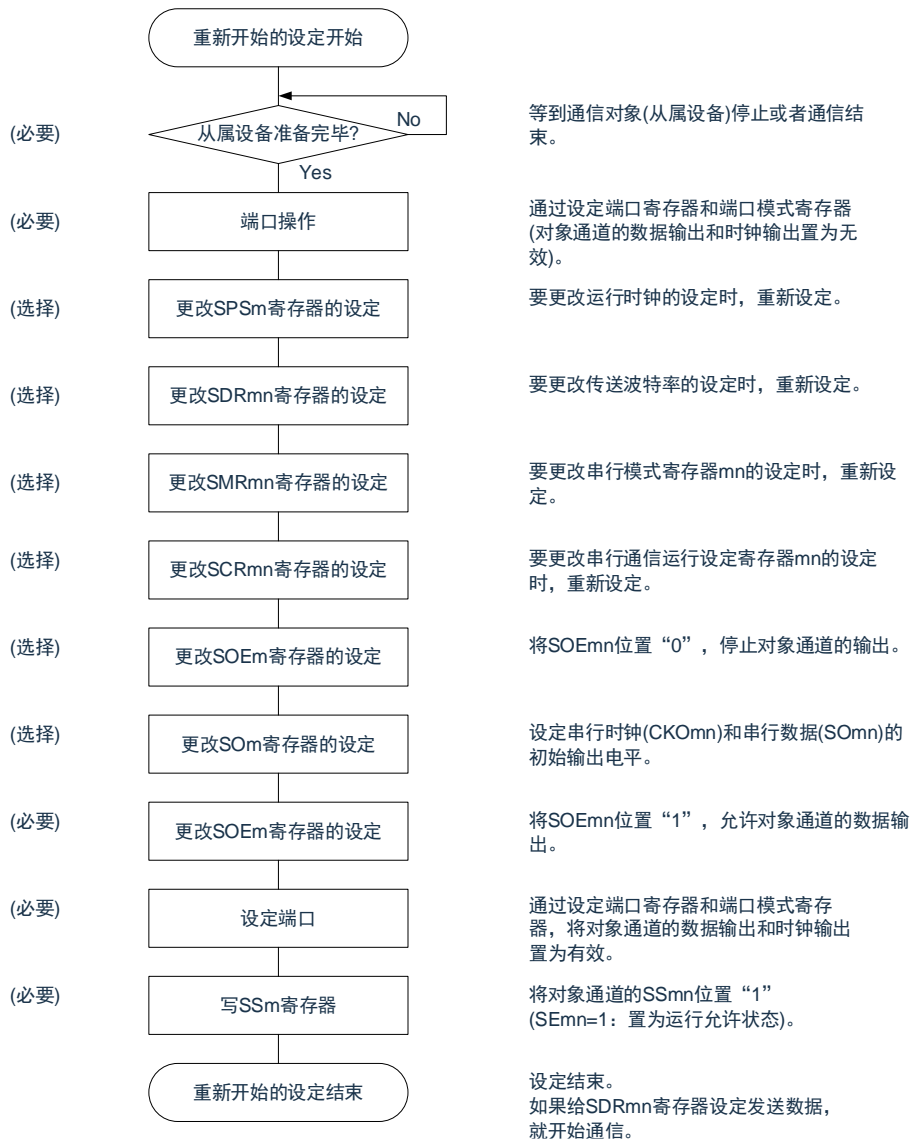 重新开始的设定开始
(必要)
从属设备准备完毕?
No
等到通信对象(从属设备)停止或者通信结
束。
Yes
(必要)
端口操作
通过设定端口寄存器和端口模式寄存器
(对象通道的数据输出和时钟输出置为无
效)。
(选择)
更改SPSm寄存器的设定
要更改运行时钟的设定时，重新设定。
(选择)
更改SDRmn寄存器的设定
要更改传送波特率的设定时，重新设定。
(选择)
更改SMRmn寄存器的设定
要更改串行模式寄存器mn的设定时，重新设
定。
(选择)
更改SCRmn寄存器的设定
要更改串行通信运行设定寄存器mn的设定
时，重新设定。
(选择)
更改SOEm寄存器的设定
将SOEmn位置“0”，停止对象通道的输出。
(选择)
更改SOm寄存器的设定
设定串行时钟(CKOmn)和串行数据(SOmn)的
初始输出电平。
(必要)
更改SOEm寄存器的设定
将SOEmn位置“1”，允许对象通道的数据输
出。
(必要)
设定端口
通过设定端口寄存器和端口模式寄存
器，将对象通道的数据输出和时钟输出
置为有效。
(必要)
写SSm寄存器
将对象通道的SSmn位置“1”
(SEmn=1：置为运行允许状态)。
重新开始的设定结束
设定结束。
如果给SDRmn寄存器设定发送数据，
就开始通信。